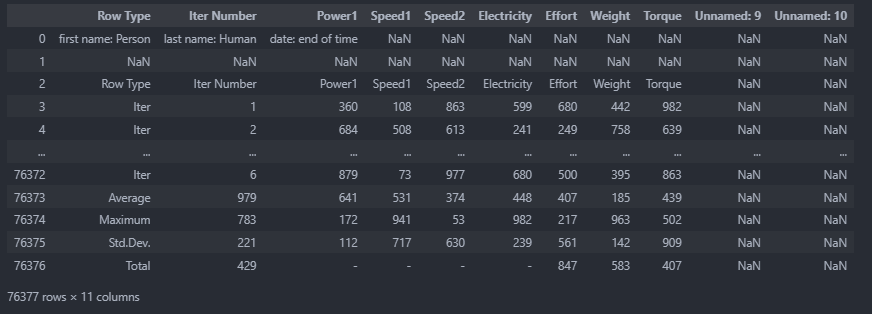 Row Type Iter Number Power1 Speed1 Speed2 Electricity Effort Weight Torque Unnamed: 9 Unnamed: 10
0 first name: Person last name: Human date: end of time NaN NaN NaN NaN NaN NaN NaN NaN
1 NaN NaN NaN NaN NaN NaN NaN NaN NaN NaN NaN
2 Row Type Iter Number Power1 Speed1 Speed2 Electricity Effort Weight Torque NaN NaN
3 Iter 1 360 108 863 599 680 442 982 NaN NaN
4 Iter 2 684 508 613 241 249 758 639 NaN NaN
... ... ... ... ... ... ... ... ... ... ... ...
76372 Iter 6 879 73 977 680 500 395 863 NaN NaN
76373 Average 979 641 531 374 448 407 185 439 NaN NaN
76374 Maximum 783 172 941 53 982 217 963 502 NaN NaN
76375 Std.Dev. 221 112 717 630 239 561 142 909 NaN NaN
76376 Total 429 - - - - 847 583 407 NaN NaN
76377 rows × 11 columns